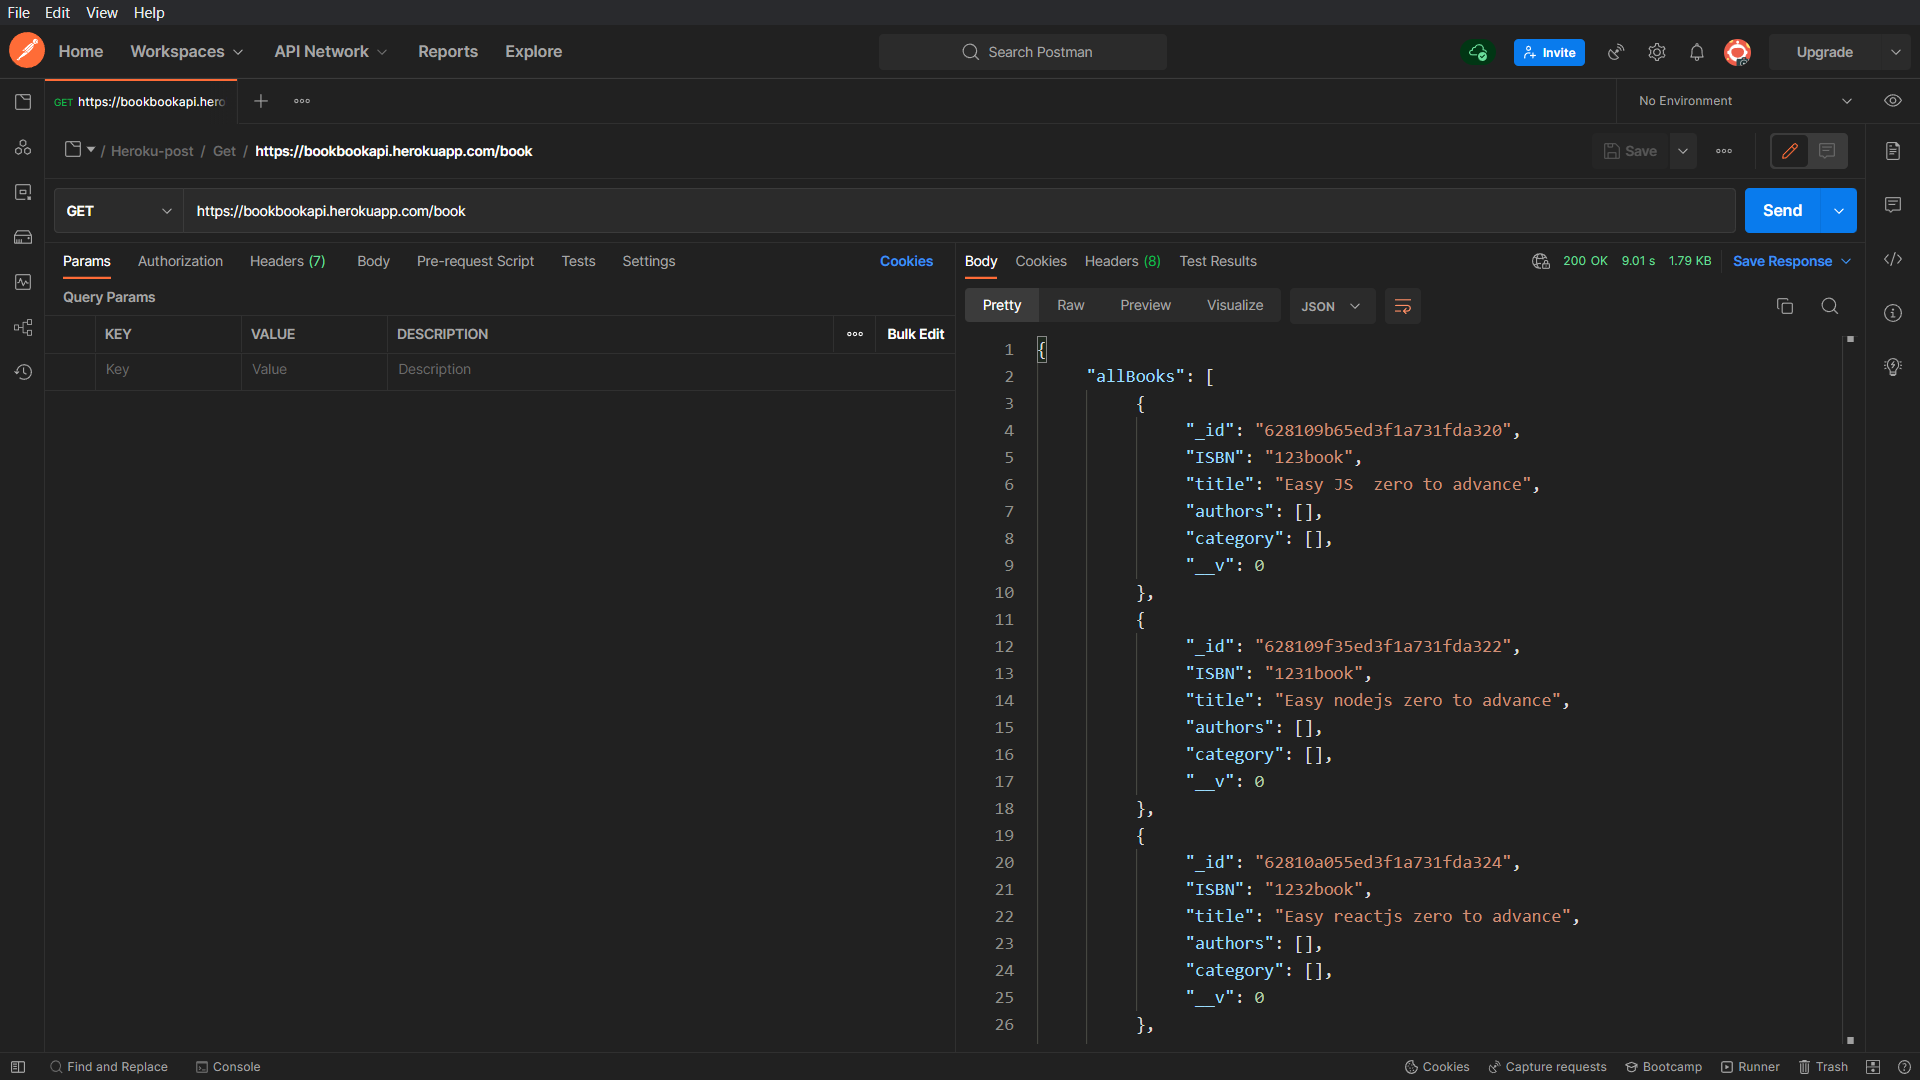 File Edit View Help
Home Workspaces API Network Reports Explore Search Postman Invite Upgrade
GET https://bookbookapi.hero No Environment
/ Heroku-post / Get / https://bookbookapi.herokuapp.com/book Save
GET https://bookbookapi.herokuapp.com/book Send
Params Authorization Headers (7) Body Pre-request Script Tests Settings Cookies
Body Cookies Headers (8) Test Results 200 OK 9.01 s 1.79 KB Save Response
Query Params
Pretty Raw Preview Visualize JSON
KEY VALUE DESCRIPTION Bulk Edit
Key Value Description
1 {
2 "allBooks": [
3 {
4 "_id": "628109b65ed3f1a731fda320",
5 "ISBN": "123book",
6 "title": "Easy JS  zero to advance",
7 "authors": [],
8 "category": [],
9 "__v": 0
10 },
11 {
12 "_id": "628109f35ed3f1a731fda322",
13 "ISBN": "1231book",
14 "title": "Easy nodejs zero to advance",
15 "authors": [],
16 "category": [],
17 "__v": 0
18 },
19 {
20 "_id": "62810a055ed3f1a731fda324",
21 "ISBN": "1232book",
22 "title": "Easy reactjs zero to advance",
23 "authors": [],
24 "category": [],
25 "__v": 0
26 },
Find and Replace Console Cookies Capture requests Bootcamp Runner Trash